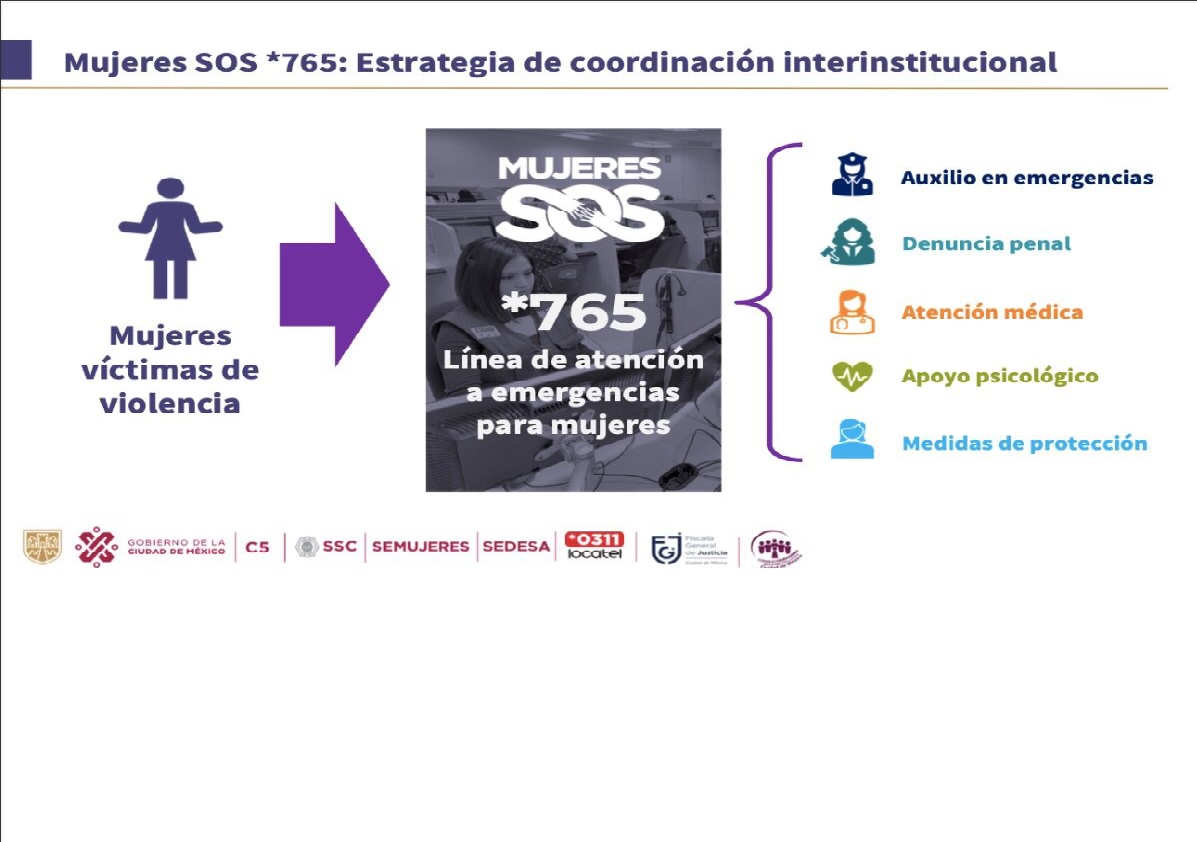 Mujeres SOS *765: Estrategia de coordinación interinstitucional
Mujeres
víctimas de
violencia
MUJERES
SOS
*765
Línea de atención
a emergencias
para mujeres
Auxilio en emergencias
Denuncia penal
Atención médica
Apoyo psicológico
Medidas de protección
GOBIERNO DE LA
CIUDAD DE MÉXICO
C5
SSC
SEMUJERES
SEDESA
*0311
locatel
FGJ
Fiscalía
General
de Justicia
Ciudad de México